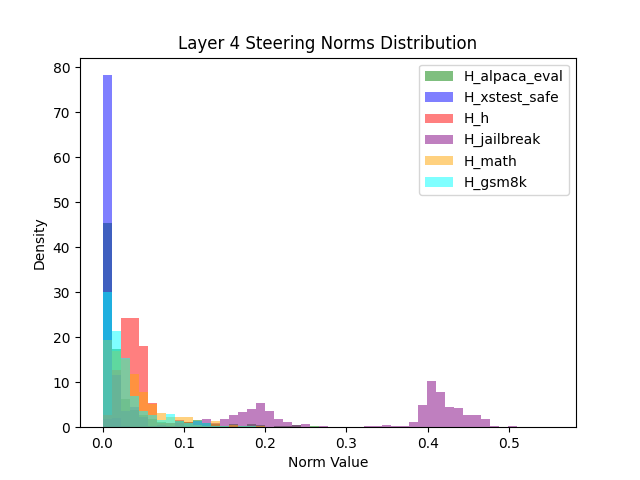 Layer 4 Steering Norms Distribution
H_alpaca_eval
H_xstest_safe
H_h
H_jailbreak
H_math
H_gsm8k
Density
80
70
60
50
40
30
20
10
0
0.0 0.1 0.2 0.3 0.4 0.5
Norm Value